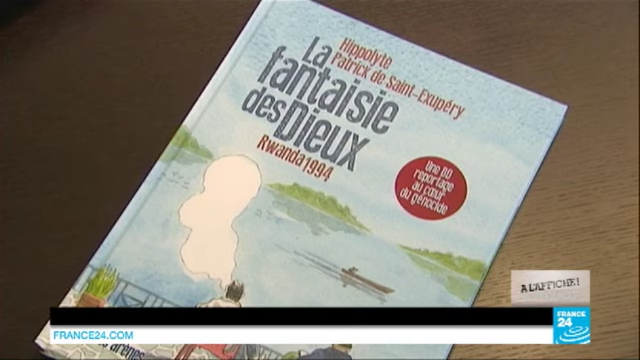 Hippolyte
Patrick de Saint-Exupéry
La
fantaisie
des Dieux
Rwanda 1994
Une BD
reportage
au cœur
du génocide
arènes
À L'AFFICHE !
FRANCE24.COM
FRANCE
24